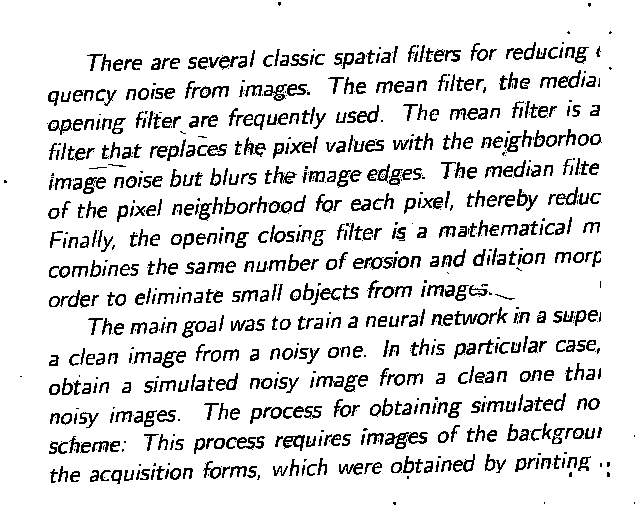 There are several classic spatial filters for reducing
quency noise from images. The mean filter, the media
opening filter are frequently used. The mean filter is a
filter that replaces the pixel values with the neighborhoo
image noise but blurs the image edges. The median filte
of the pixel neighborhood for each pixel, thereby reduc
Finally, the opening closing filter is a mathematical m
combines the same number of erosion and dilation morp
order to eliminate small objects from images.
The main goal was to train a neural network in a super
a clean image from a noisy one. In this particular case,
obtain a simulated noisy image from a clean one that
noisy images. The process for obtaining simulated no
scheme: This process requires images of the backgroun
the acquisition forms, which were obtained by printing